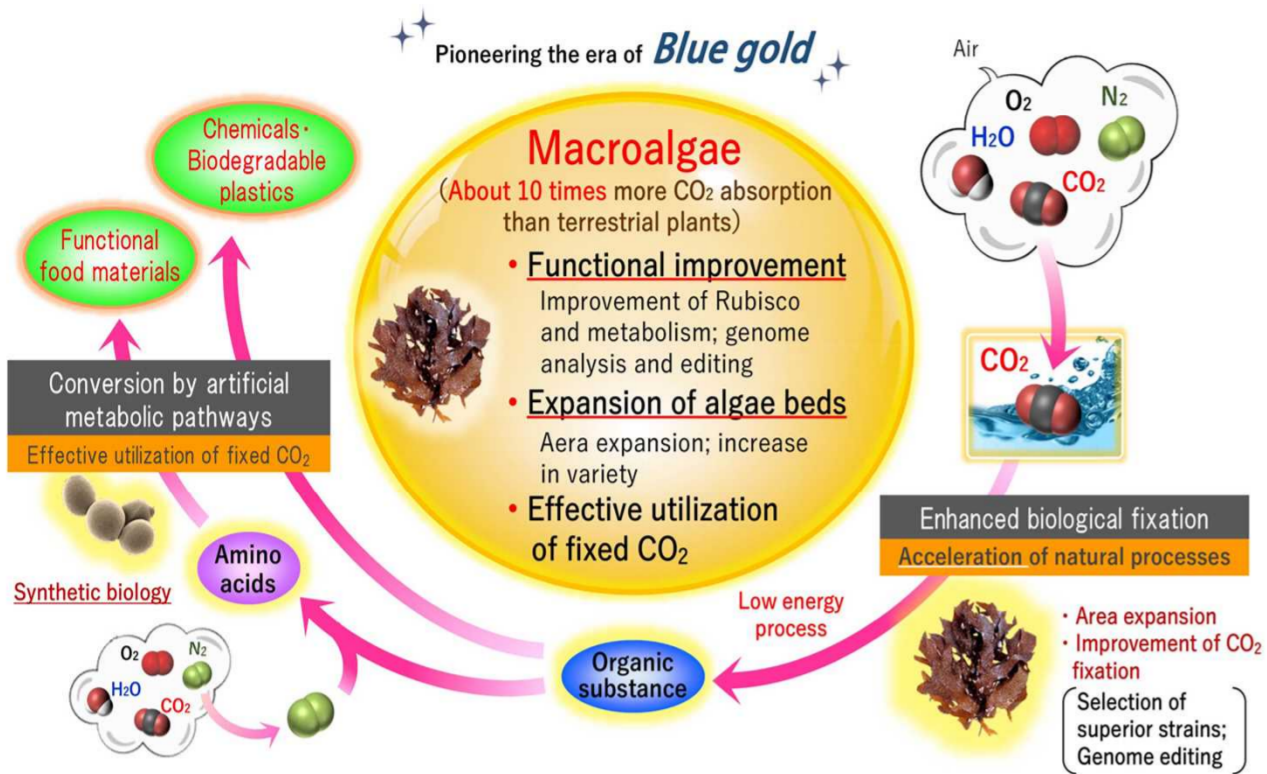 Pioneering the era of Blue gold
Air
O₂
N₂
H₂O
CO₂
Chemicals・
Biodegradable
plastics
Functional
food materials
Macroalgae
(About 10 times more CO₂ absorption
than terrestrial plants)
• Functional improvement
Improvement of Rubisco
and metabolism; genome
analysis and editing
• Expansion of algae beds
Aera expansion; increase
in variety
• Effective utilization
of fixed CO₂
CO₂
Conversion by artificial
metabolic pathways
Effective utilization of fixed CO₂
Enhanced biological fixation
Acceleration of natural processes
Amino
acids
Synthetic biology
Low energy
process
・Area expansion
・Improvement of CO₂
fixation
Selection of
superior strains;
Genome editing
Organic
substance
O₂
N₂
H₂O
CO₂